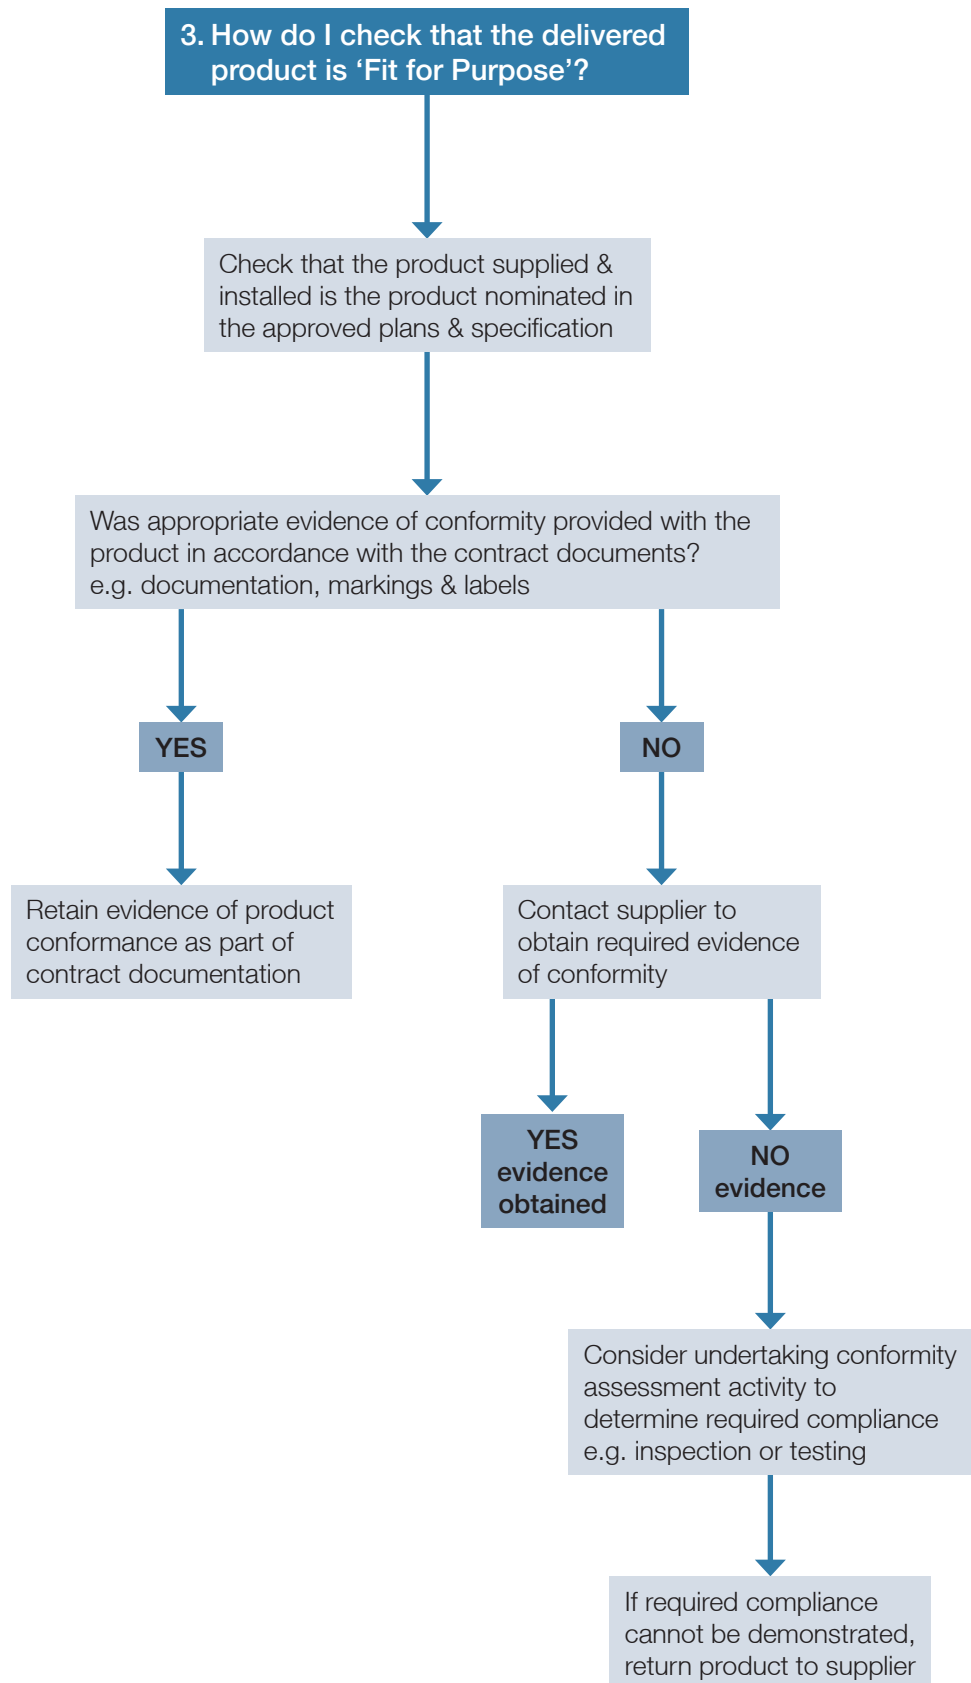 3. How do I check that the delivered
product is ‘Fit for Purpose’?
Check that the product supplied &
installed is the product nominated in
the approved plans & specification
Was appropriate evidence of conformity provided with the
product in accordance with the contract documents?
e.g. documentation, markings & labels
YES
NO
Retain evidence of product
conformance as part of
contract documentation
Contact supplier to
obtain required evidence
of conformity
YES
evidence
obtained
NO
evidence
Consider undertaking conformity
assessment activity to
determine required compliance
e.g. inspection or testing
If required compliance
cannot be demonstrated,
return product to supplier